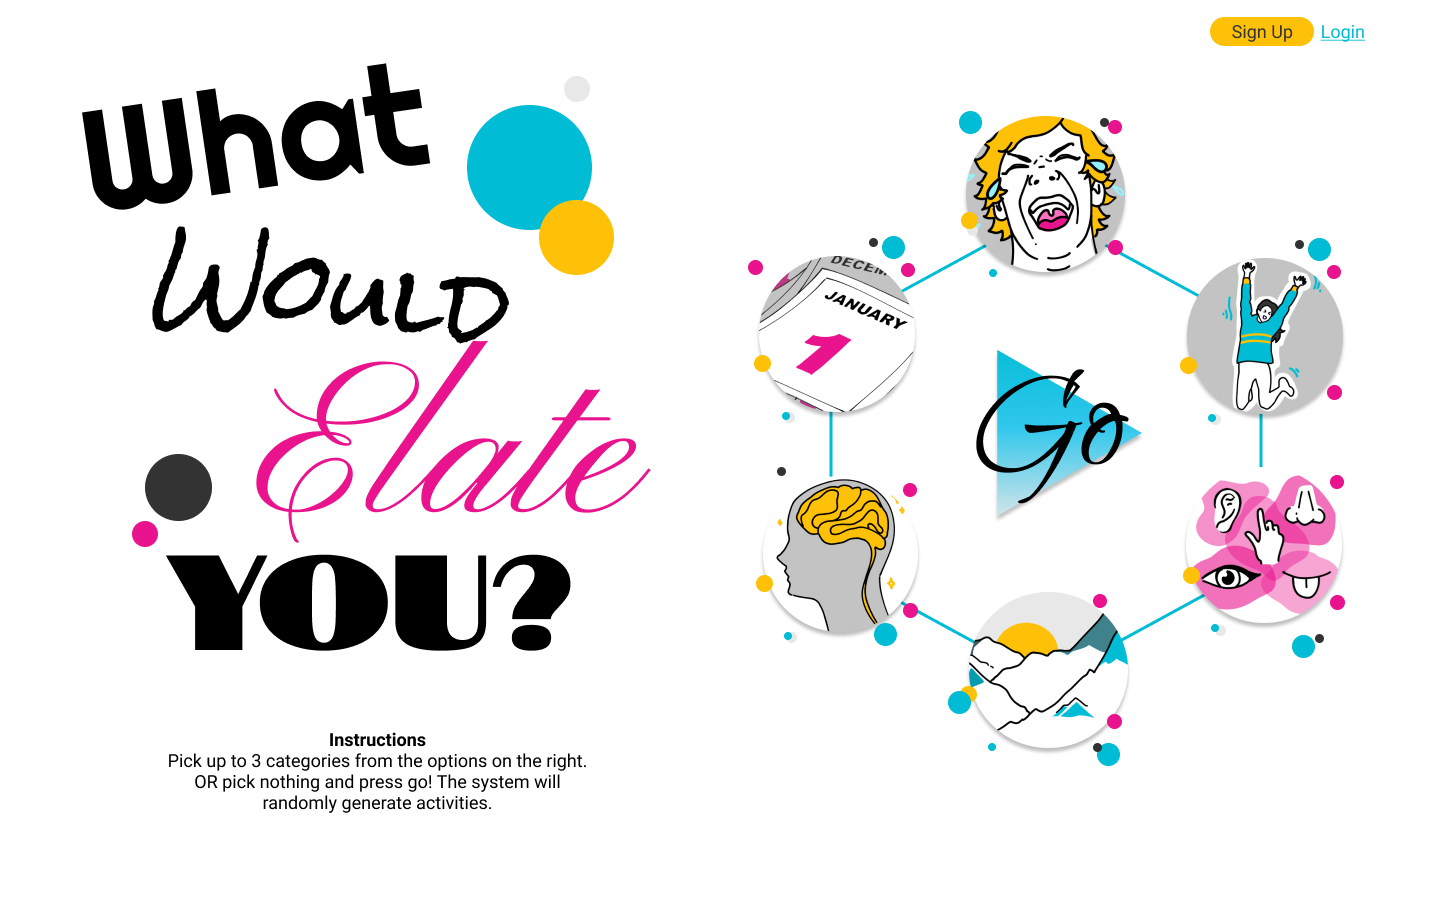 Sign Up Login
What
Would
Elate
YOU?
DECEM
JANUARY
1
Go
Instructions
Pick up to 3 categories from the options on the right.
OR pick nothing and press go! The system will
randomly generate activities.